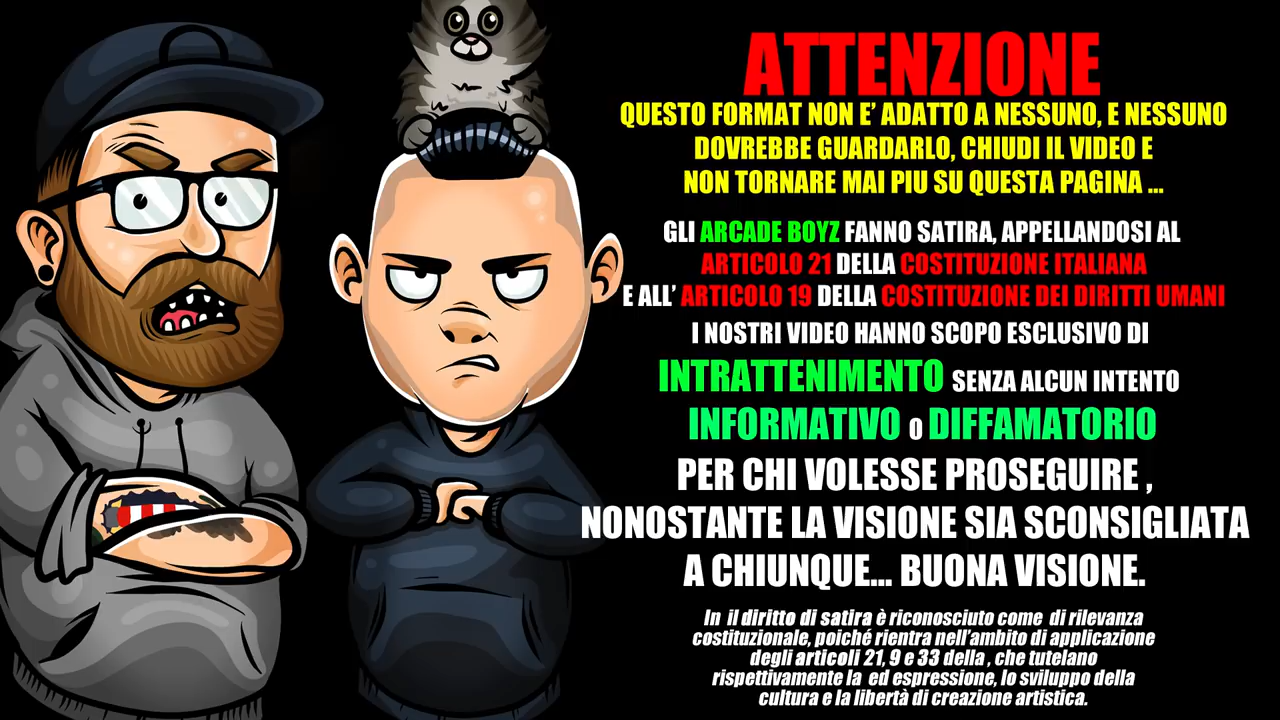 ATTENZIONE
QUESTO FORMAT NON E' ADATTO A NESSUNO, E NESSUNO
DOVREBBE GUARDARLO, CHIUDI IL VIDEO E
NON TORNARE MAI PIU SU QUESTA PAGINA ...
GLI ARCADE BOYZ FANNO SATIRA, APPELLANDOSI AL
ARTICOLO 21 DELLA COSTITUZIONE ITALIANA
E ALL' ARTICOLO 19 DELLA COSTITUZIONE DEI DIRITTI UMANI
I NOSTRI VIDEO HANNO SCOPO ESCLUSIVO DI
INTRATTENIMENTO SENZA ALCUN INTENTO
INFORMATIVO O DIFFAMATORIO
PER CHI VOLESSE PROSEGUIRE ,
NONOSTANTE LA VISIONE SIA SCONSIGLIATA
A CHIUNQUE... BUONA VISIONE.
In il diritto di satira è riconosciuto come di rilevanza
costituzionale, poiché rientra nell'ambito di applicazione
degli articoli 21, 9 e 33 della , che tutelano
rispettivamente la ed espressione, lo sviluppo della
cultura e la libertà di creazione artistica.